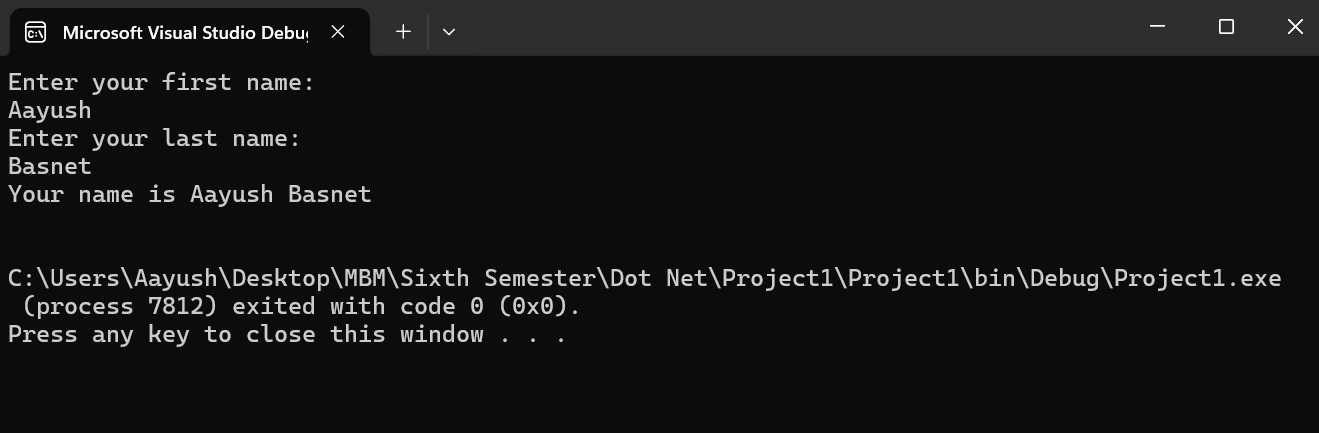 Microsoft Visual Studio Debu
Enter your first name:
Aayush
Enter your last name:
Basnet
Your name is Aayush Basnet
C:\Users\Aayush\Desktop\MBM\Sixth Semester\Dot Net\Project1\Project1\bin\Debug\Project1.exe
(process 7812) exited with code 0 (0x0).
Press any key to close this window . . .